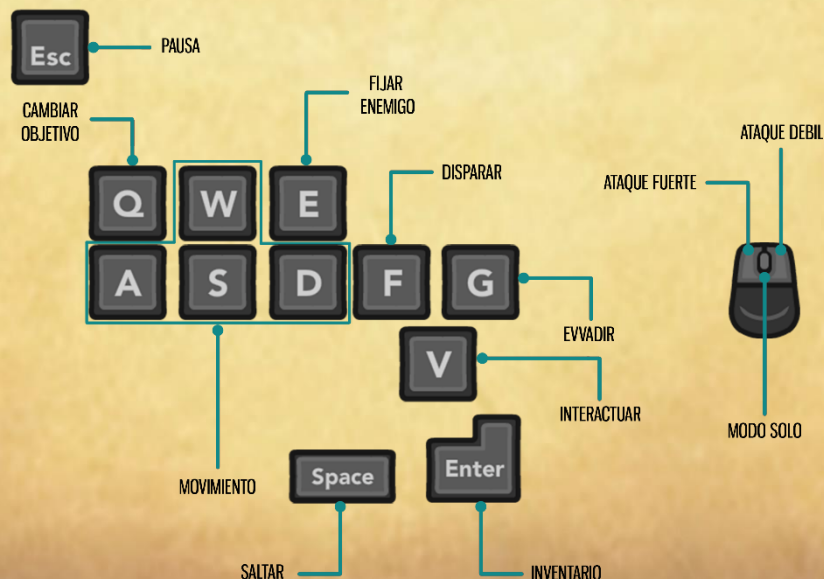 Esc
PAUSA
CAMBIAR
OBJETIVO
FIJAR
ENEMIGO
DISPARAR
ATAQUE DEBIL
ATAQUE FUERTE
Q
W
E
A
S
D
F
G
EVVADIR
V
INTERACTUAR
MODO SOLO
MOVIMIENTO
Space
Enter
SALTAR
INVENTARIO